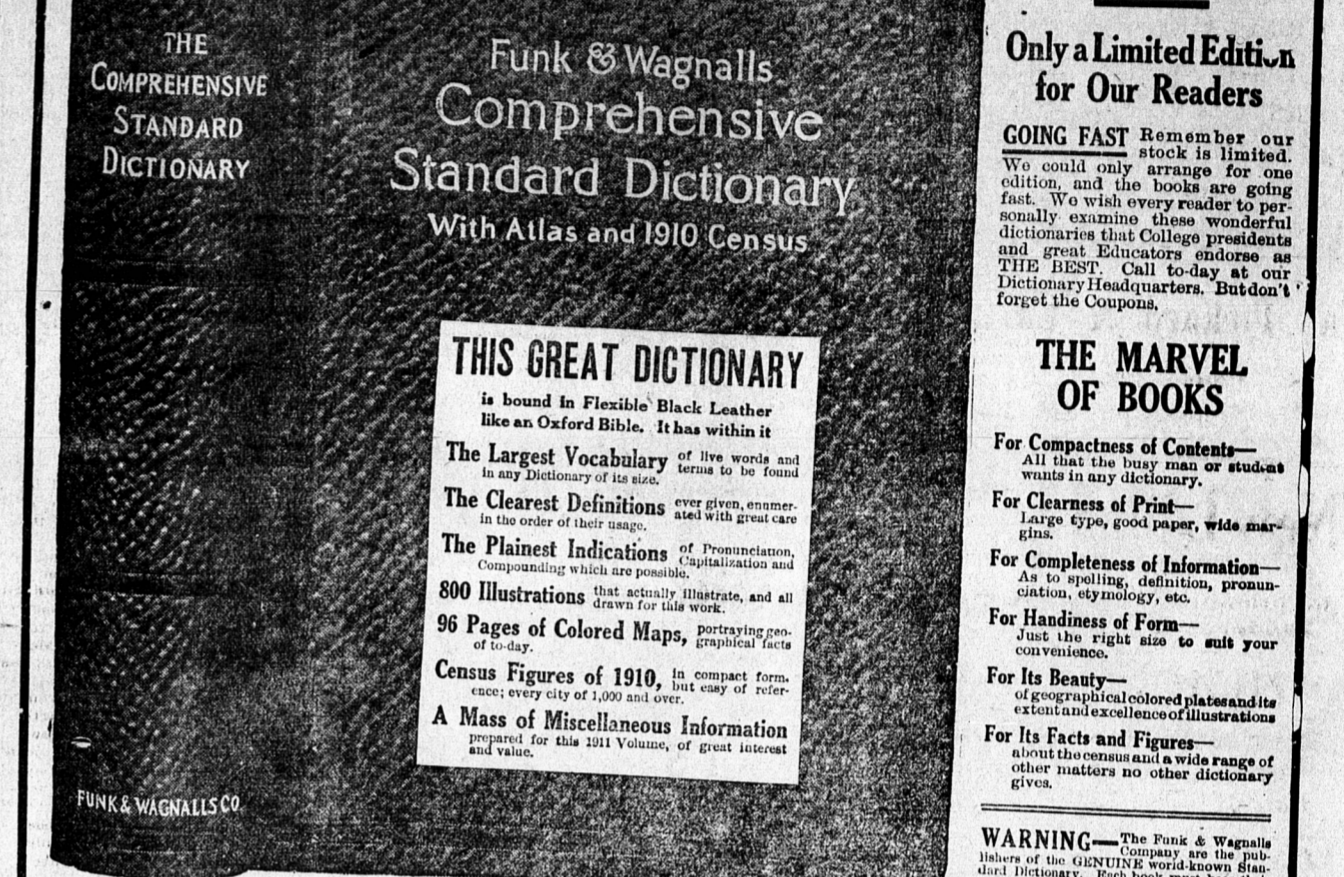 THE
COMPREHENSIVE
STANDARD
DICTIONARY
FUNK & WAGNALLS CO.
Funk & Wagnalls
Comprehensive
Standard Dictionary
With Atlas and 1910 Census
THIS GREAT DICTIONARY
is bound in Flexible Black Leather
like an Oxford Bible. It has within it
The Largest Vocabulary of live words and
terms to be found
in any Dictionary of its size.
The Clearest Definitions ever given, enumer-
ated with great care
in the order of their usage.
The Plainest Indications of Pronunciation,
Capitalization and
Compounding which are possible.
800 Illustrations that actually illustrate, and all
drawn for this work.
96 Pages of Colored Maps, portraying geo-
graphical facts
of to-day.
Census Figures of 1910, in compact form,
but easy of refer-
ence; every city of 1,000 and over.
A Mass of Miscellaneous Information
prepared for this 1911 Volume, of great interest
and value.
Only a Limited Edition
for Our Readers
GOING FAST Remember our
stock is limited.
We could only arrange for one
edition, and the books are going
fast. We wish every reader to per-
sonally examine these wonderful
dictionaries that College presidents
and great Educators endorse as
THE BEST. Call to-day at our
Dictionary Headquarters. But don't
forget the Coupons.
THE MARVEL
OF BOOKS
For Compactness of Contents—
All that the busy man or student
wants in any dictionary.
For Clearness of Print—
Large type, good paper, wide mar-
gins.
For Completeness of Information—
As to spelling, definition, pronun-
ciation, etymology, etc.
For Handiness of Form—
Just the right size to suit your
convenience.
For Its Beauty—
of geographical colored plates and its
extent and excellence of illustrations
For Its Facts and Figures—
about the census and a wide range of
other matters no other dictionary
gives.
WARNING—The Funk & Wagnalls
Company are the pub-
lishers of the GENUINE world-known Stan-
dard Dictionary. Each book must